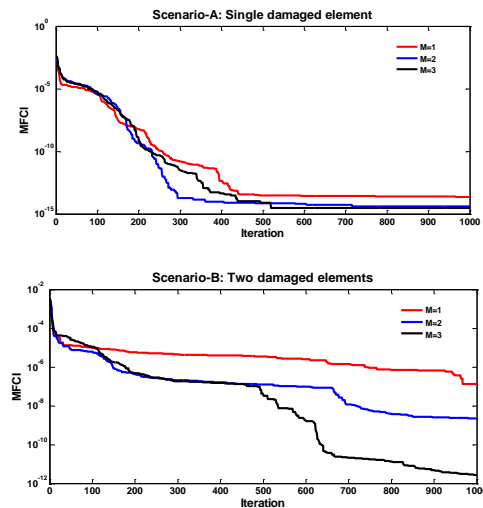 Scenario-A: Single damaged element
10^0
10^-5
10^-10
10^-15
MFCI
M=1
M=2
M=3
0 100 200 300 400 500 600 700 800 900 1000
Iteration
Scenario-B: Two damaged elements
10^-2
10^-4
10^-6
10^-8
10^-10
10^-12
MFCI
M=1
M=2
M=3
0 100 200 300 400 500 600 700 800 900 100
Iteration